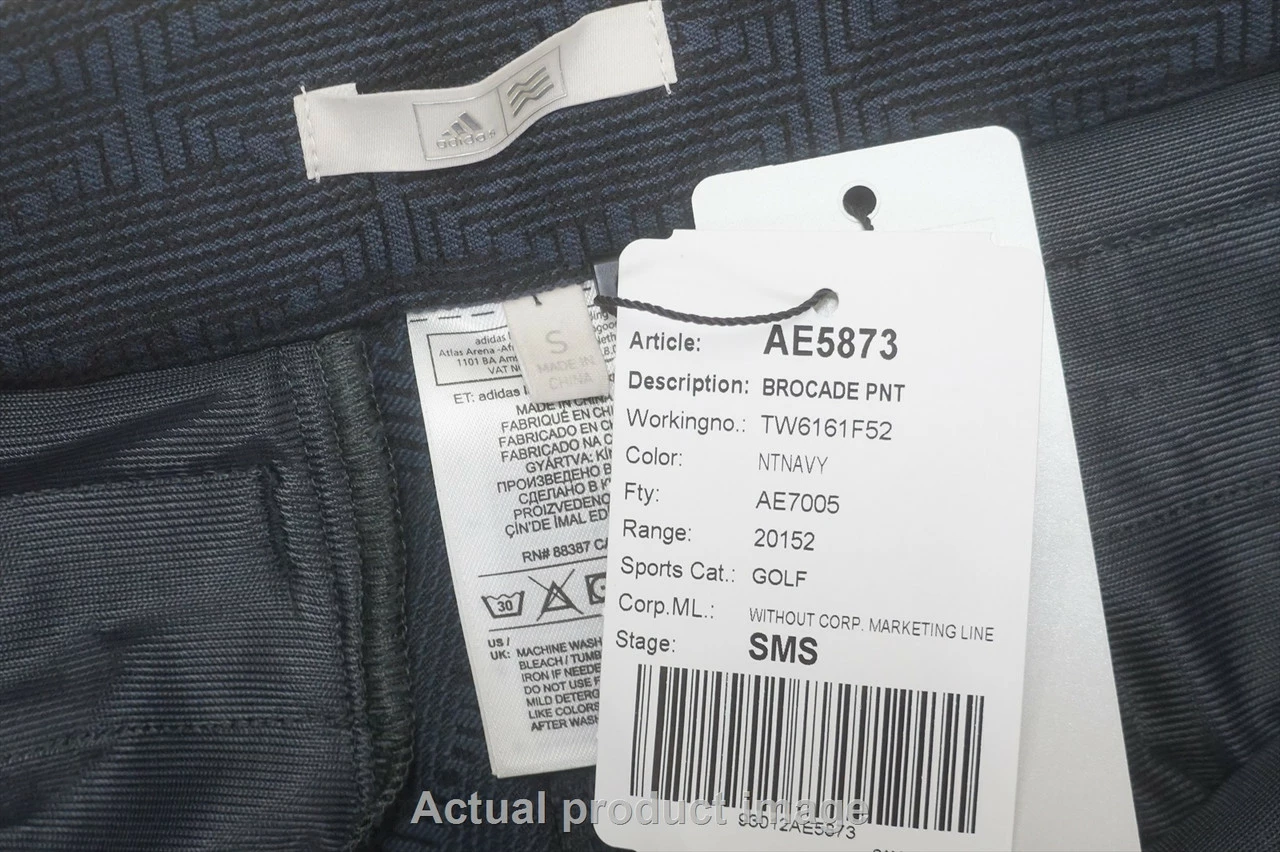 adidas
S
MADE IN
CHINA
adidas
Atlas Arena -Af
1101 BA Ams
VAT N
ET: adidas
MADE IN CHINA
FABRIQUÉ EN CHI
FABRICADO EN C
FABRICADO NA C
GYÁRTVA: KÍN
ПРОИЗВЕДЕНО В
СДЕЛАНО В К
PROIZVEDENO
ÇİN'DE İMAL ED
RN# 88387 CA
30
US /
UK:
MACHINE WASH
BLEACH / TUMB
IRON IF NEEDE
DO NOT USE F
MILD DETERG
LIKE COLORS
AFTER WASH
Article: AE5873
Description: BROCADE PNT
Workingno.: TW6161F52
Color: NTNAVY
Fty: AE7005
Range: 20152
Sports Cat.: GOLF
Corp.ML.: WITHOUT CORP. MARKETING LINE
Stage: SMS
93012AE5873
Actual product image